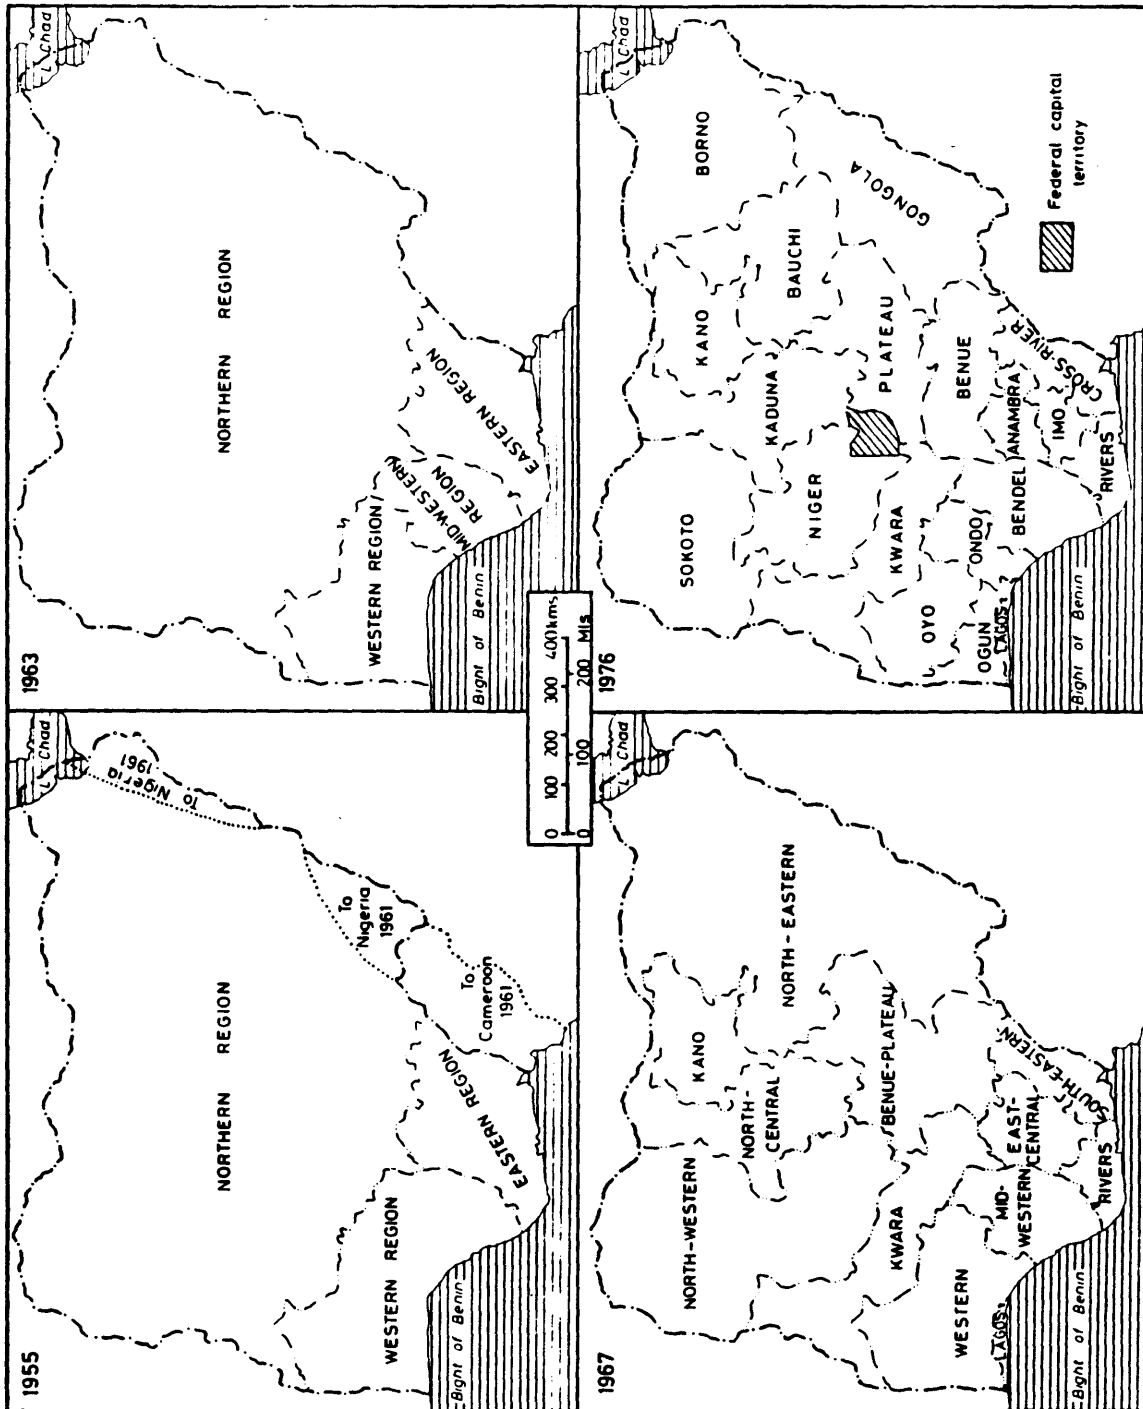 1955
L. Chad
To Nigeria
1961
NORTHERN REGION
To
Nigeria
1961
To
Cameroon
1961
WESTERN REGION
EASTERN REGION
Bight of Benin
1963
L. Chad
NORTHERN REGION
WESTERN REGION
MID-WESTERN
REGION
EASTERN REGION
Bight of Benin
0 100 200 300 400 kms
0 100 200 Mls
1967
L. Chad
NORTH-WESTERN
KANO
NORTH-
CENTRAL
NORTH-EASTERN
BENUE-PLATEAU
KWARA
WESTERN
LAGOS
MID-
WESTERN
EAST-
CENTRAL
SOUTH-EASTERN
RIVERS
Bight of Benin
1976
L. Chad
SOKOTO
KANO
BORNO
KADUNA
BAUCHI
NIGER
PLATEAU
GONGOLA
KWARA
OYO
BENUE
ONDO
OGUN
LAGOS
BENDEL
ANAMBRA
IMO
CROSS-RIVER
RIVERS
Bight of Benin
Federal capital
territory